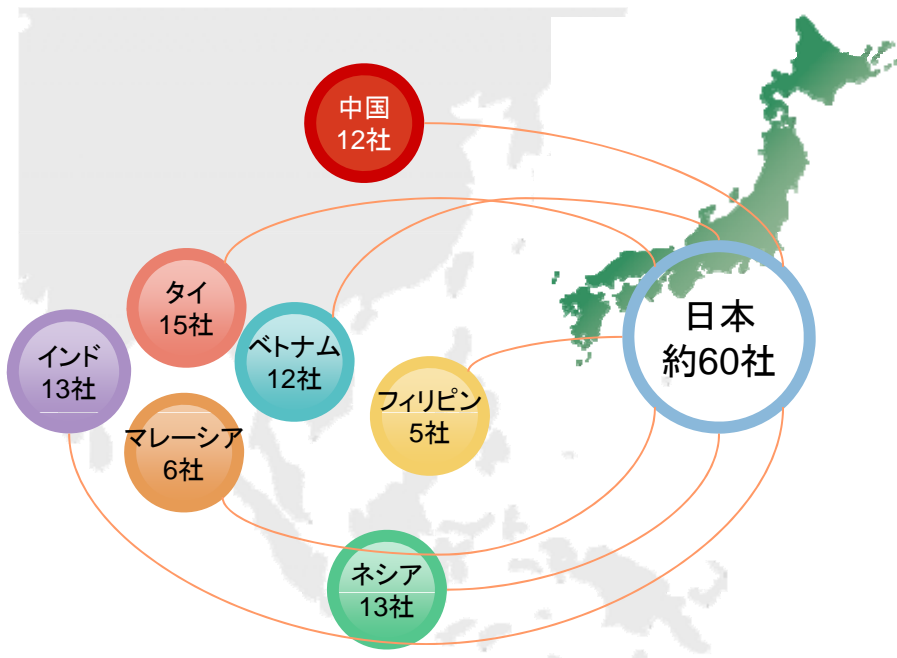 中国
12社
タイ
15社
インド
13社
ベトナム
12社
日本
約60社
フィリピン
5社
マレーシア
6社
ネシア
13社